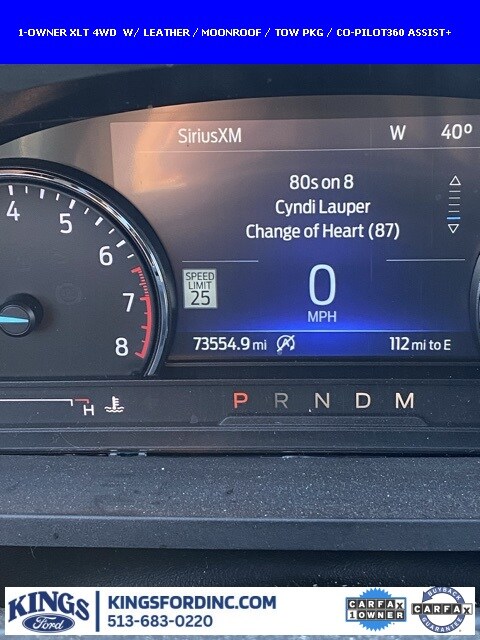 1-OWNER XLT 4WD W/ LEATHER / MOONROOF / TOW PKG / CO-PILOT360 ASSIST+
SiriusXM W 40°
80s on 8
Cyndi Lauper
Change of Heart (87)
4 5 6 7 8
SPEED
LIMIT
25
0
MPH
73554.9 mi 112 mi to E
H P R N D M
KINGS
Ford
KINGSFORDINC.COM
513-683-0220
CARFAX
1 OWNER
BUYBACK
CARFAX
GUARANTEE